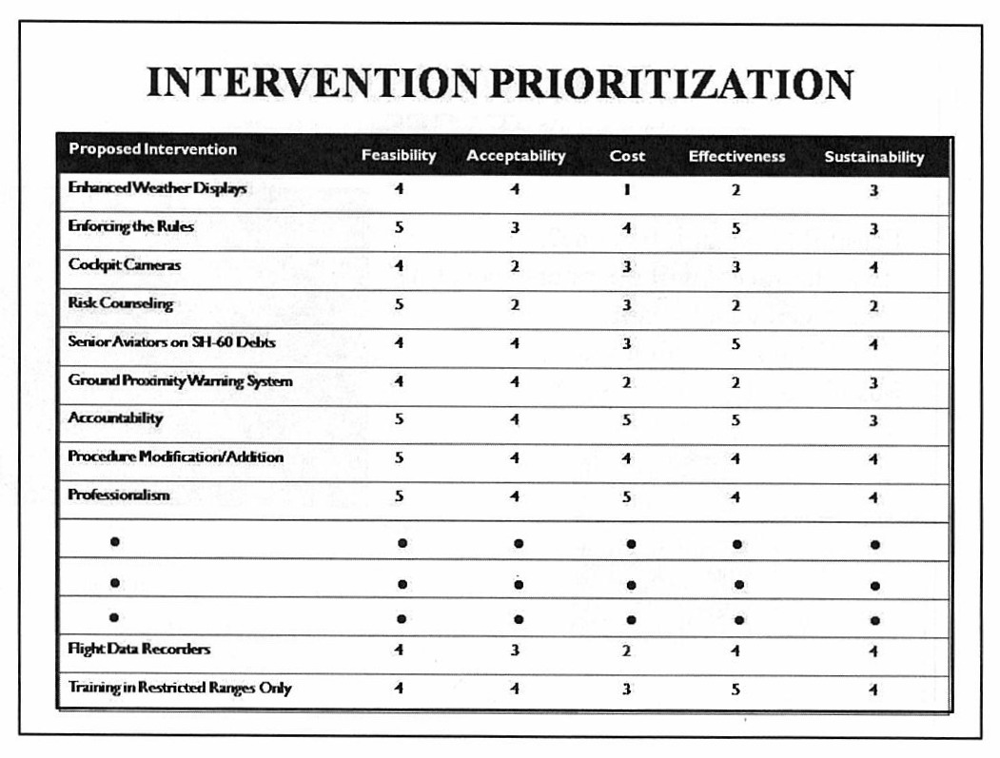 INTERVENTION PRIORITIZATION
Proposed Intervention Feasibility Acceptability Cost Effectiveness Sustainability
Enhanced Weather Displays 4 4 1 2 3
Enforcing the Rules 5 3 4 5 3
Cockpit Cameras 4 2 3 3 4
Risk Counseling 5 2 3 2 2
Senior Aviators on SH-60 Debts 4 4 3 5 4
Ground Proximity Warning System 4 4 2 2 3
Accountability 5 4 5 5 3
Procedure Modification/Addition 5 4 4 4 4
Professionalism 5 4 5 4 4
• • • • • •
• • • • • •
• • • • • •
Flight Data Recorders 4 3 2 4 4
Training in Restricted Ranges Only 4 4 3 5 4